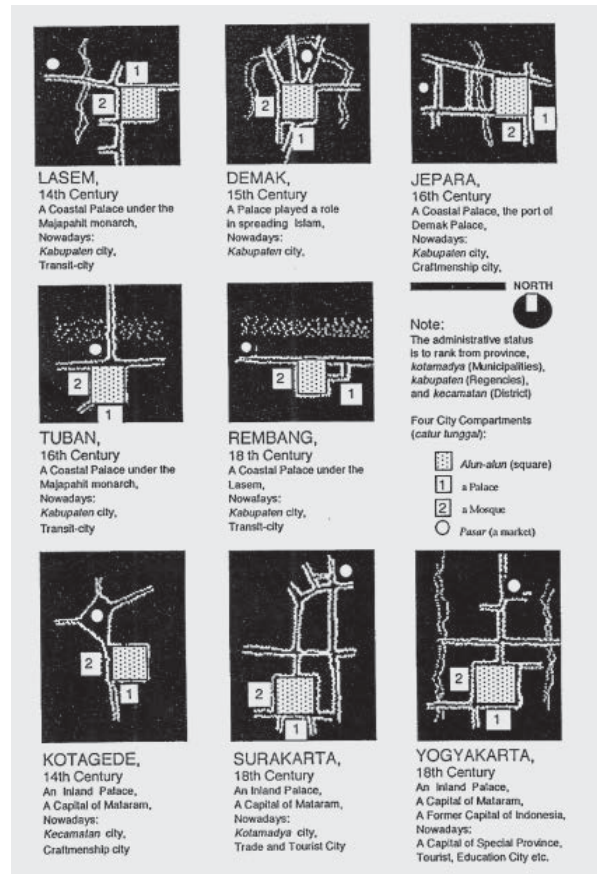 1
2
LASEM,
14th Century
A Coastal Palace under the
Majapahit monarch,
Nowadays:
Kabupaten city,
Transit-city
2
1
DEMAK,
15th Century
A Palace played a role
in spreading Islam,
Nowadays:
Kabupaten city,
1
2
JEPARA,
16th Century
A Coastal Palace, the port of
Demak Palace,
Nowadays:
Kabupaten city,
Craftmenship city,
NORTH
Note:
The administrative status
is to rank from province,
kotamadya (Municipalities),
kabupaten (Regencies),
and kecamatan (District)
Four City Compartments
(catur tunggal):
Alun-alun (square)
1 a Palace
2 a Mosque
Pasar (a market)
2
1
TUBAN,
16th Century
A Coastal Palace under the
Majapahit monarch,
Nowadays:
Kabupaten city,
Transit-city
2
1
REMBANG,
18 th Century
A Coastal Palace under the
Lasem,
Nowadays:
Kabupaten city,
Transit-city
2
1
KOTAGEDE,
14th Century
An Inland Palace,
A Capital of Mataram,
Nowadays:
Kecamatan city,
Craftmenship city
2
1
SURAKARTA,
18th Century
An Inland Palace,
A Capital of Mataram,
Nowadays:
Kotamadya city,
Trade and Tourist City
2
1
YOGYAKARTA,
18th Century
An Inland Palace,
A Capital of Mataram,
A Former Capital of Indonesia,
Nowadays:
A Capital of Special Province,
Tourist, Education City etc.